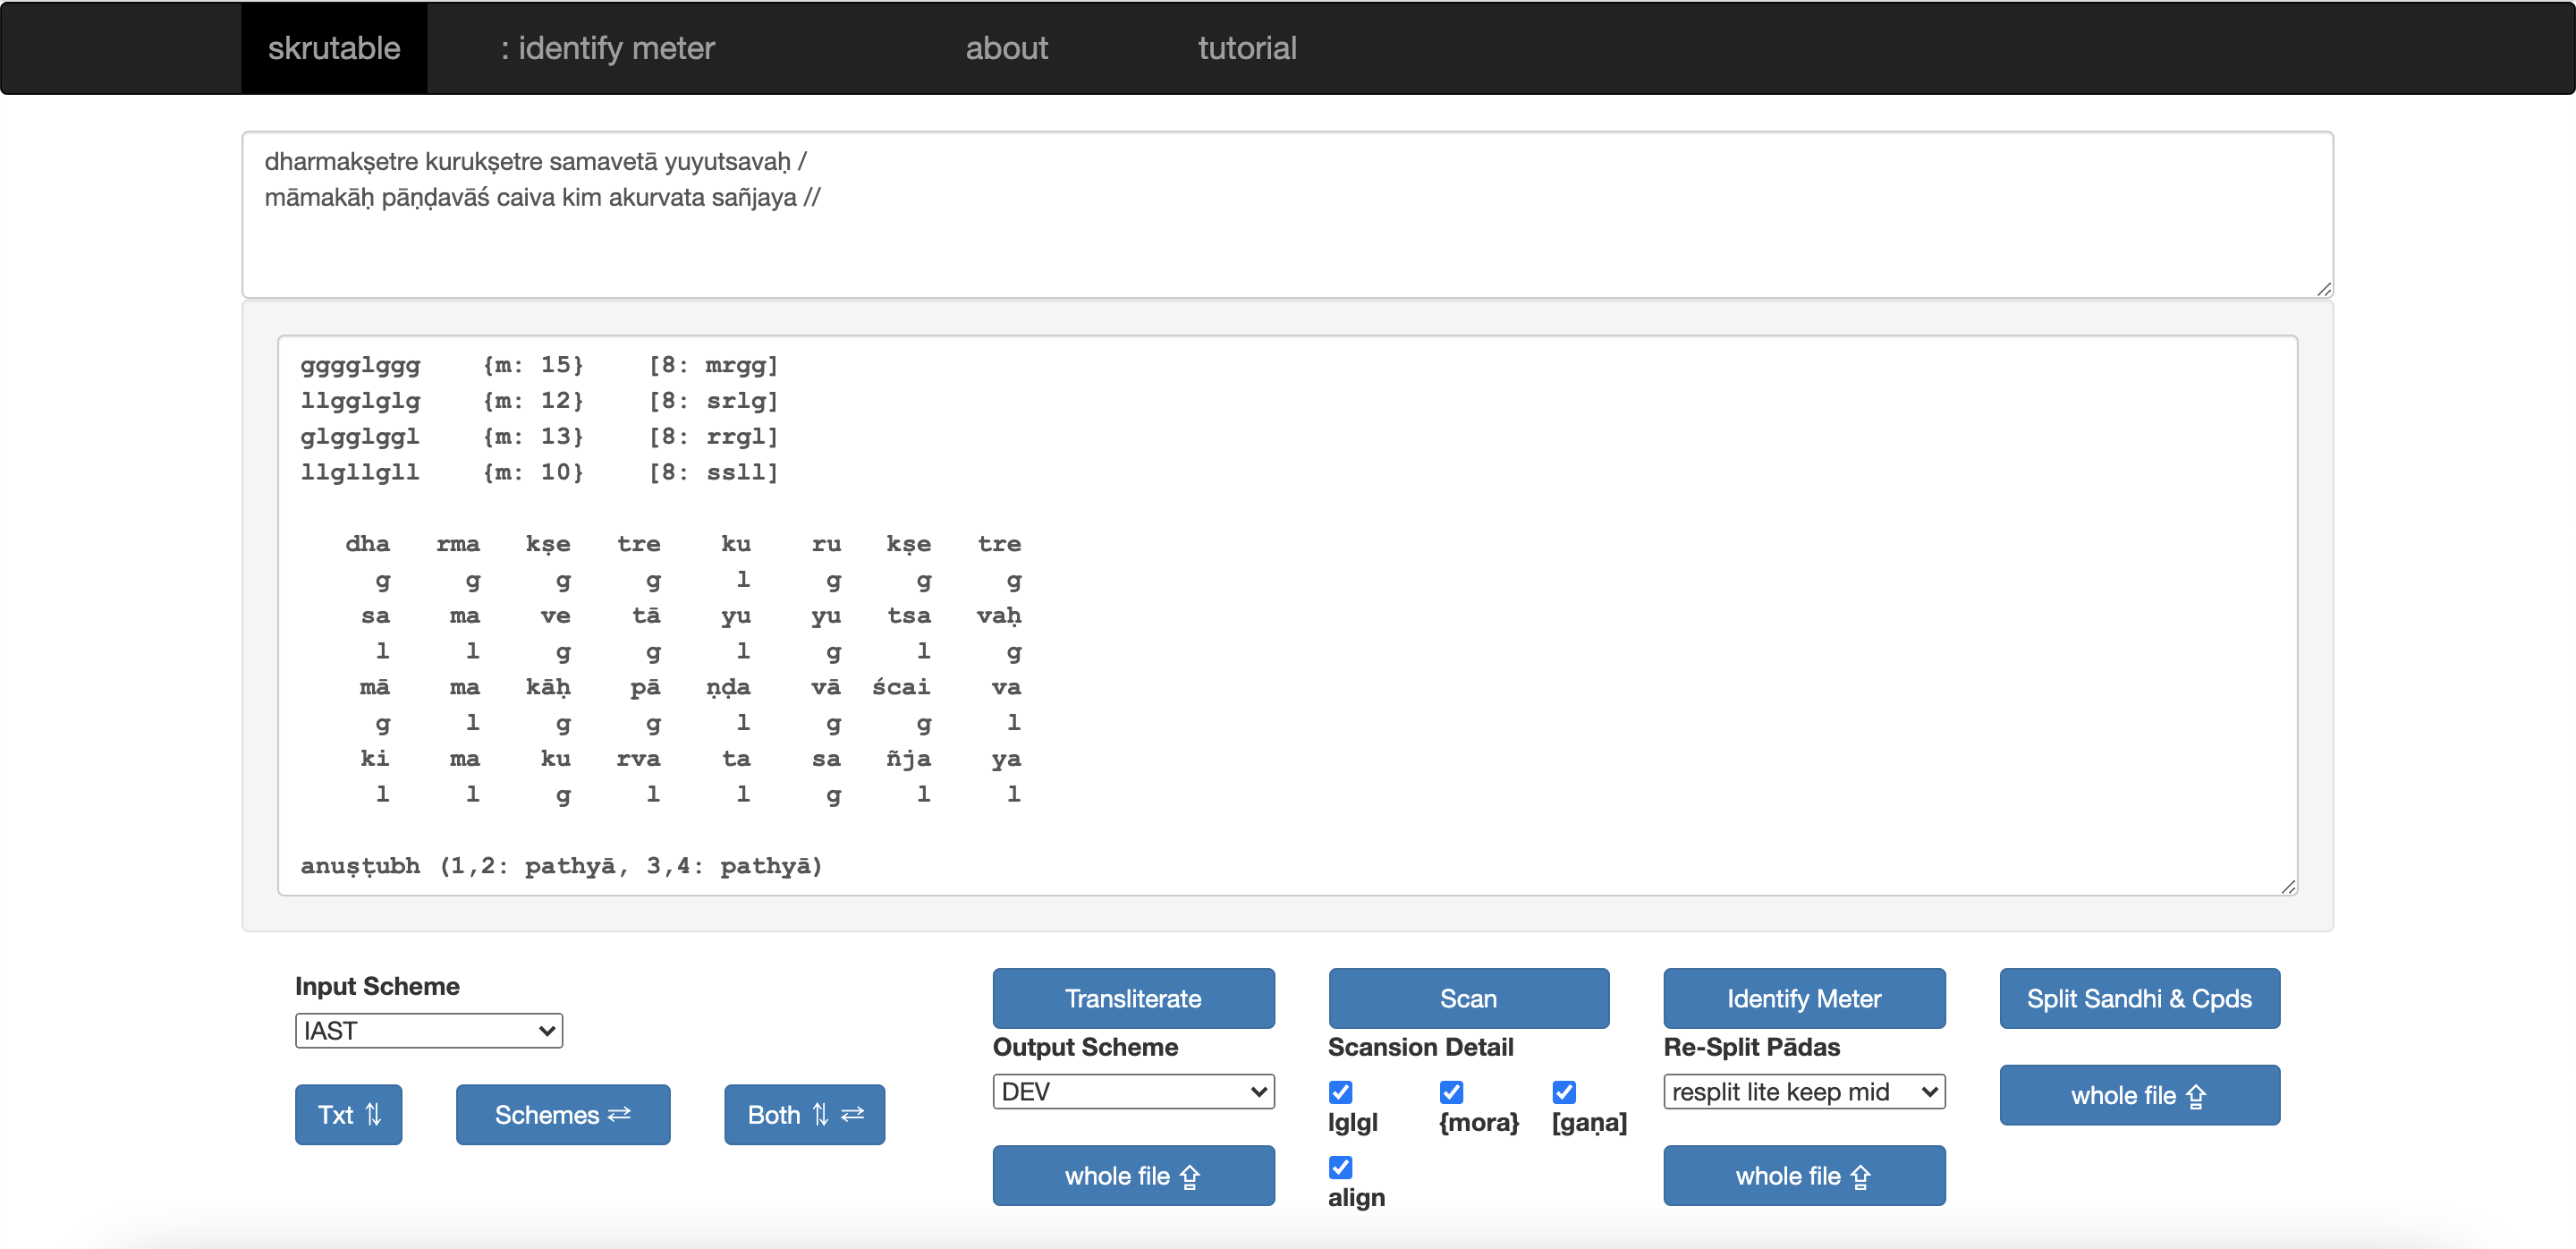 skrutable : identify meter about tutorial
dharmakṣetre kurukṣetre samavetā yuyutsavaḥ /
māmakāḥ pāṇḍavāś caiva kim akurvata sañjaya //
gggglggg {m: 15} [8: mrgg]
llgglglg {m: 12} [8: srlg]
glgglggl {m: 13} [8: rrgl]
llgllgll {m: 10} [8: ssll]
dha rma kṣe tre ku ru kṣe tre
g g g g l g g g
sa ma ve tā yu yu tsa vaḥ
l l g g l g l g
mā ma kāḥ pā ṇḍa vā ścai va
g l g g l g g l
ki ma ku rva ta sa ñja ya
l l g l l g l l
anuṣṭubh (1,2: pathyā, 3,4: pathyā)
Input Scheme
IAST
Txt ⇅ Schemes ⇄ Both ⇅ ⇄
Transliterate
Output Scheme
DEV
whole file ⇪
Scan
Scansion Detail
lglgl {mora} [gaṇa]
align
Identify Meter
Re-Split Pādas
resplit lite keep mid
whole file ⇪
Split Sandhi & Cpds
whole file ⇪